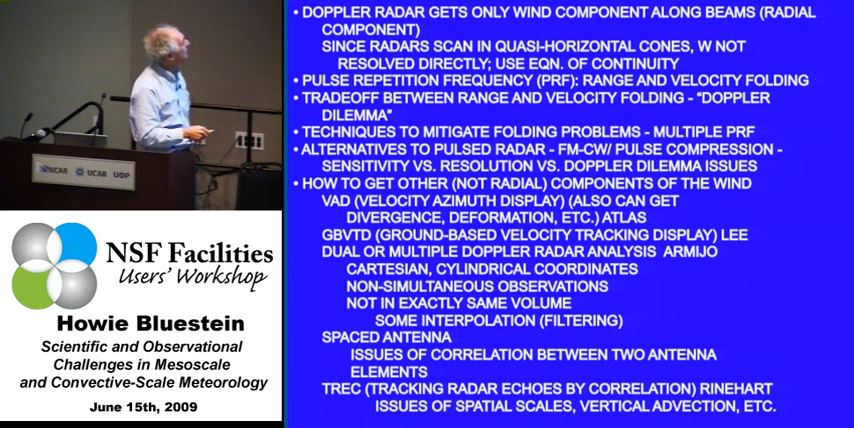 NCAR UCAR UOP
NSF Facilities
Users' Workshop
Howie Bluestein
Scientific and Observational
Challenges in Mesoscale
and Convective-Scale Meteorology
June 15th, 2009
• DOPPLER RADAR GETS ONLY WIND COMPONENT ALONG BEAMS (RADIAL
COMPONENT)
SINCE RADARS SCAN IN QUASI-HORIZONTAL CONES, W NOT
RESOLVED DIRECTLY; USE EQN. OF CONTINUITY
• PULSE REPETITION FREQUENCY (PRF): RANGE AND VELOCITY FOLDING
• TRADEOFF BETWEEN RANGE AND VELOCITY FOLDING - “DOPPLER
DILEMMA”
• TECHNIQUES TO MITIGATE FOLDING PROBLEMS - MULTIPLE PRF
• ALTERNATIVES TO PULSED RADAR - FM-CW/ PULSE COMPRESSION -
SENSITIVITY VS. RESOLUTION VS. DOPPLER DILEMMA ISSUES
• HOW TO GET OTHER (NOT RADIAL) COMPONENTS OF THE WIND
VAD (VELOCITY AZIMUTH DISPLAY) (ALSO CAN GET
DIVERGENCE, DEFORMATION, ETC.) ATLAS
GBVTD (GROUND-BASED VELOCITY TRACKING DISPLAY) LEE
DUAL OR MULTIPLE DOPPLER RADAR ANALYSIS ARMIJO
CARTESIAN, CYLINDRICAL COORDINATES
NON-SIMULTANEOUS OBSERVATIONS
NOT IN EXACTLY SAME VOLUME
SOME INTERPOLATION (FILTERING)
SPACED ANTENNA
ISSUES OF CORRELATION BETWEEN TWO ANTENNA
ELEMENTS
TREC (TRACKING RADAR ECHOES BY CORRELATION) RINEHART
ISSUES OF SPATIAL SCALES, VERTICAL ADVECTION, ETC.